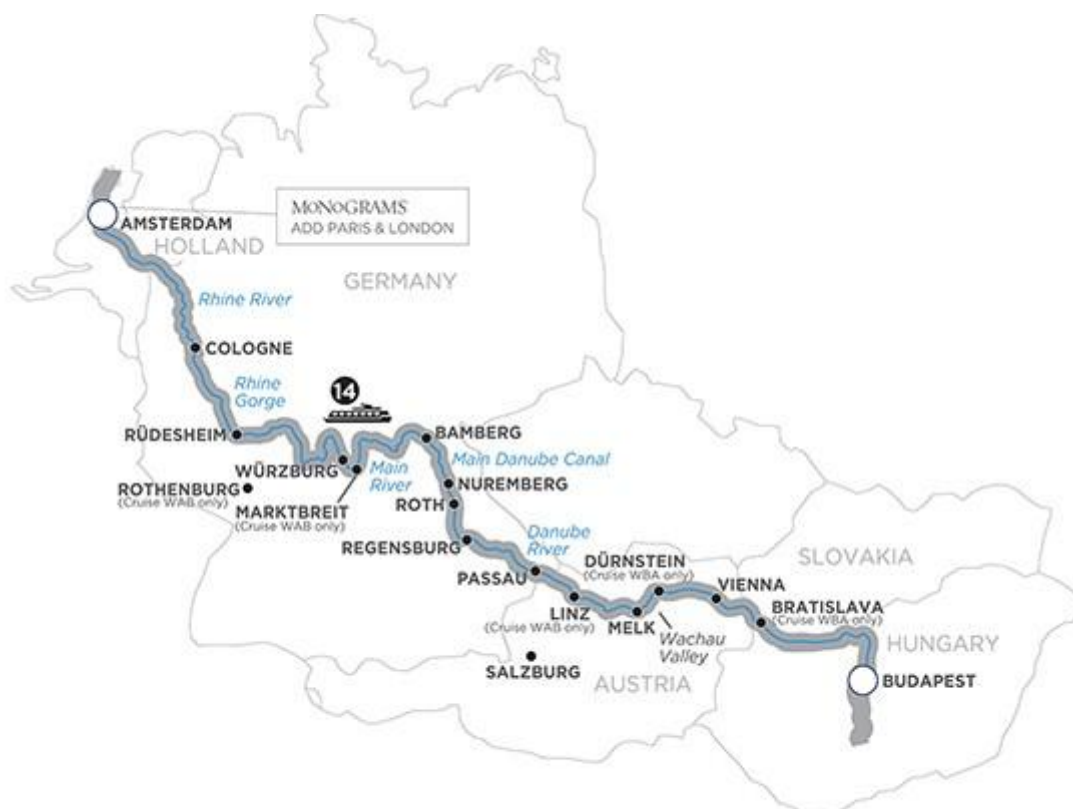 MONOGRAMS
ADD PARIS & LONDON
AMSTERDAM
HOLLAND
GERMANY
Rhine River
COLOGNE
Rhine
Gorge
14
RÜDESHEIM
BAMBERG
WÜRZBURG
Main
River
Main Danube Canal
ROTHENBURG
(Cruise WAB only)
MARKTBREIT
(Cruise WAB only)
NUREMBERG
ROTH
REGENSBURG
Danube
River
PASSAU
DÜRNSTEIN
(Cruise WBA only)
SLOVAKIA
VIENNA
LINZ
(Cruise WAB only)
MELK
Wachau
Valley
BRATISLAVA
(Cruise WBA only)
HUNGARY
SALZBURG
AUSTRIA
BUDAPEST